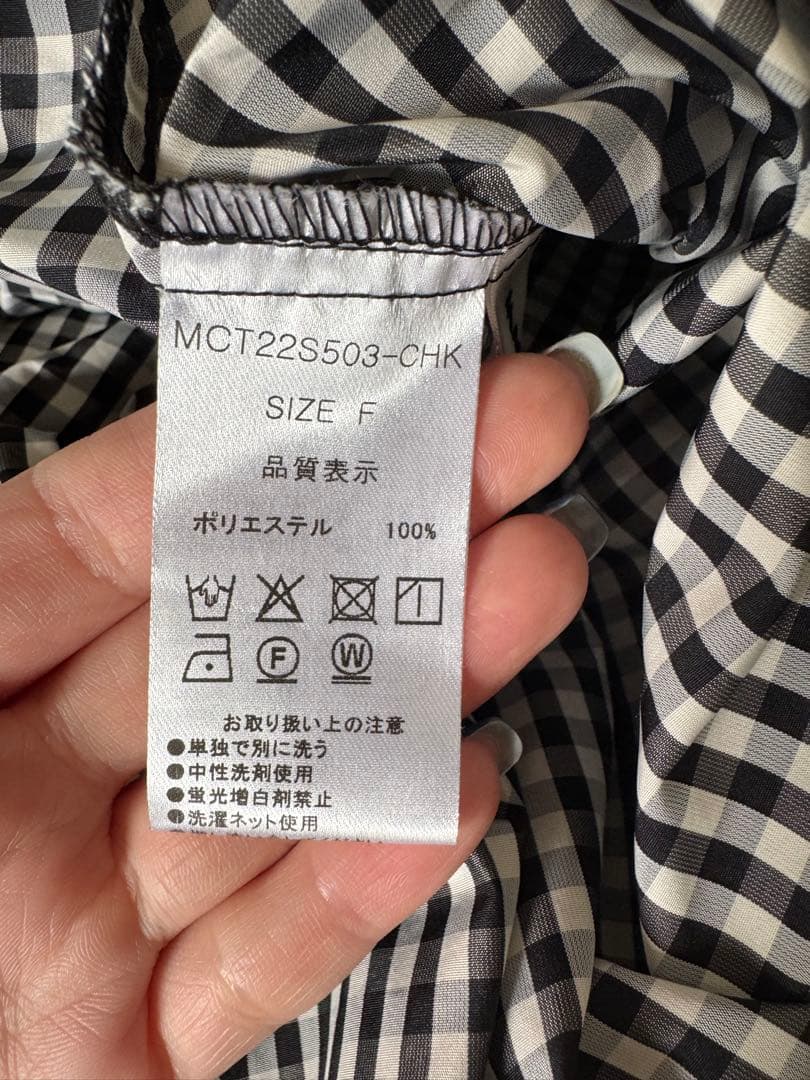 MCT22S503-CHK
SIZE F
品質表示
ポリエステル 100%
F W
お取り扱い上の注意
●単独で別に洗う
●中性洗剤使用
●蛍光増白剤禁止
●洗濯ネット使用